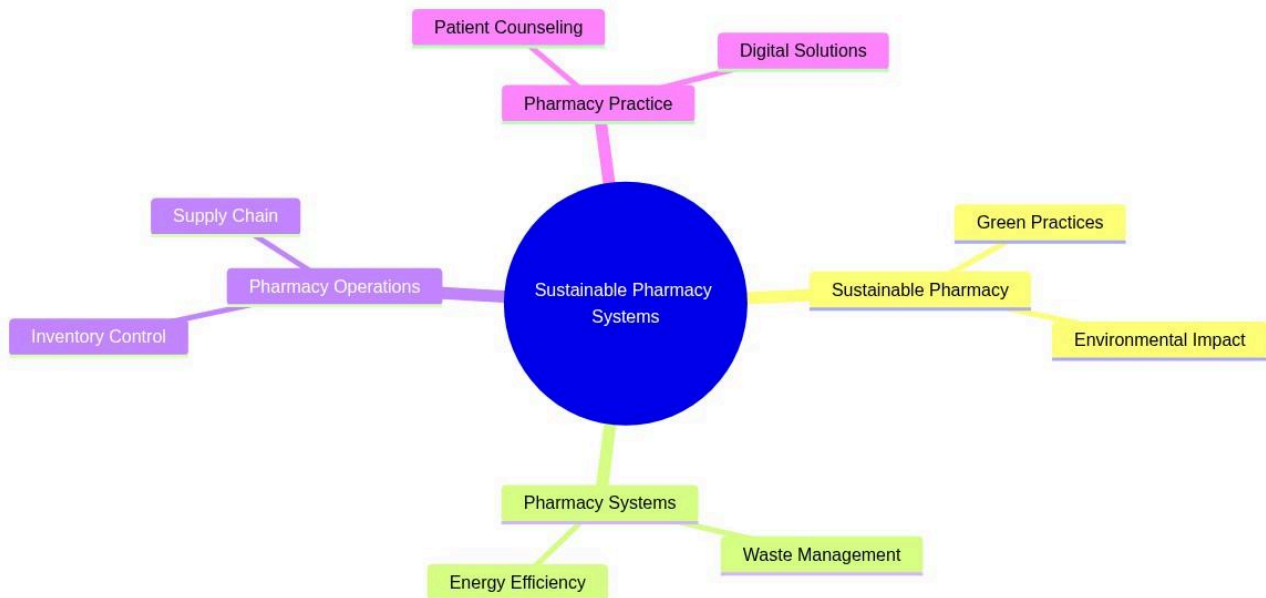 Patient Counseling
Digital Solutions
Pharmacy Practice
Supply Chain
Green Practices
Pharmacy Operations
Sustainable Pharmacy
Systems
Sustainable Pharmacy
Inventory Control
Environmental Impact
Pharmacy Systems
Waste Management
Energy Efficiency